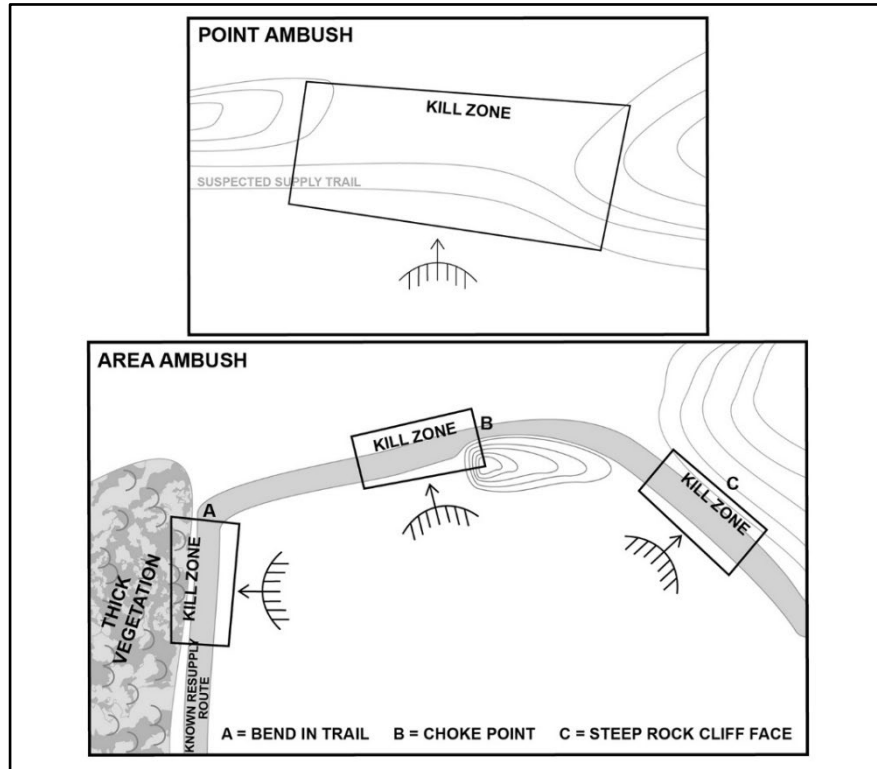 POINT AMBUSH
KILL ZONE
SUSPECTED SUPPLY TRAIL
AREA AMBUSH
KILL ZONE
B
A
KILL ZONE
C
KILL ZONE
THICK
VEGETATION
KNOWN RESUPPLY
ROUTE
A = BEND IN TRAIL B = CHOKE POINT C = STEEP ROCK CLIFF FACE